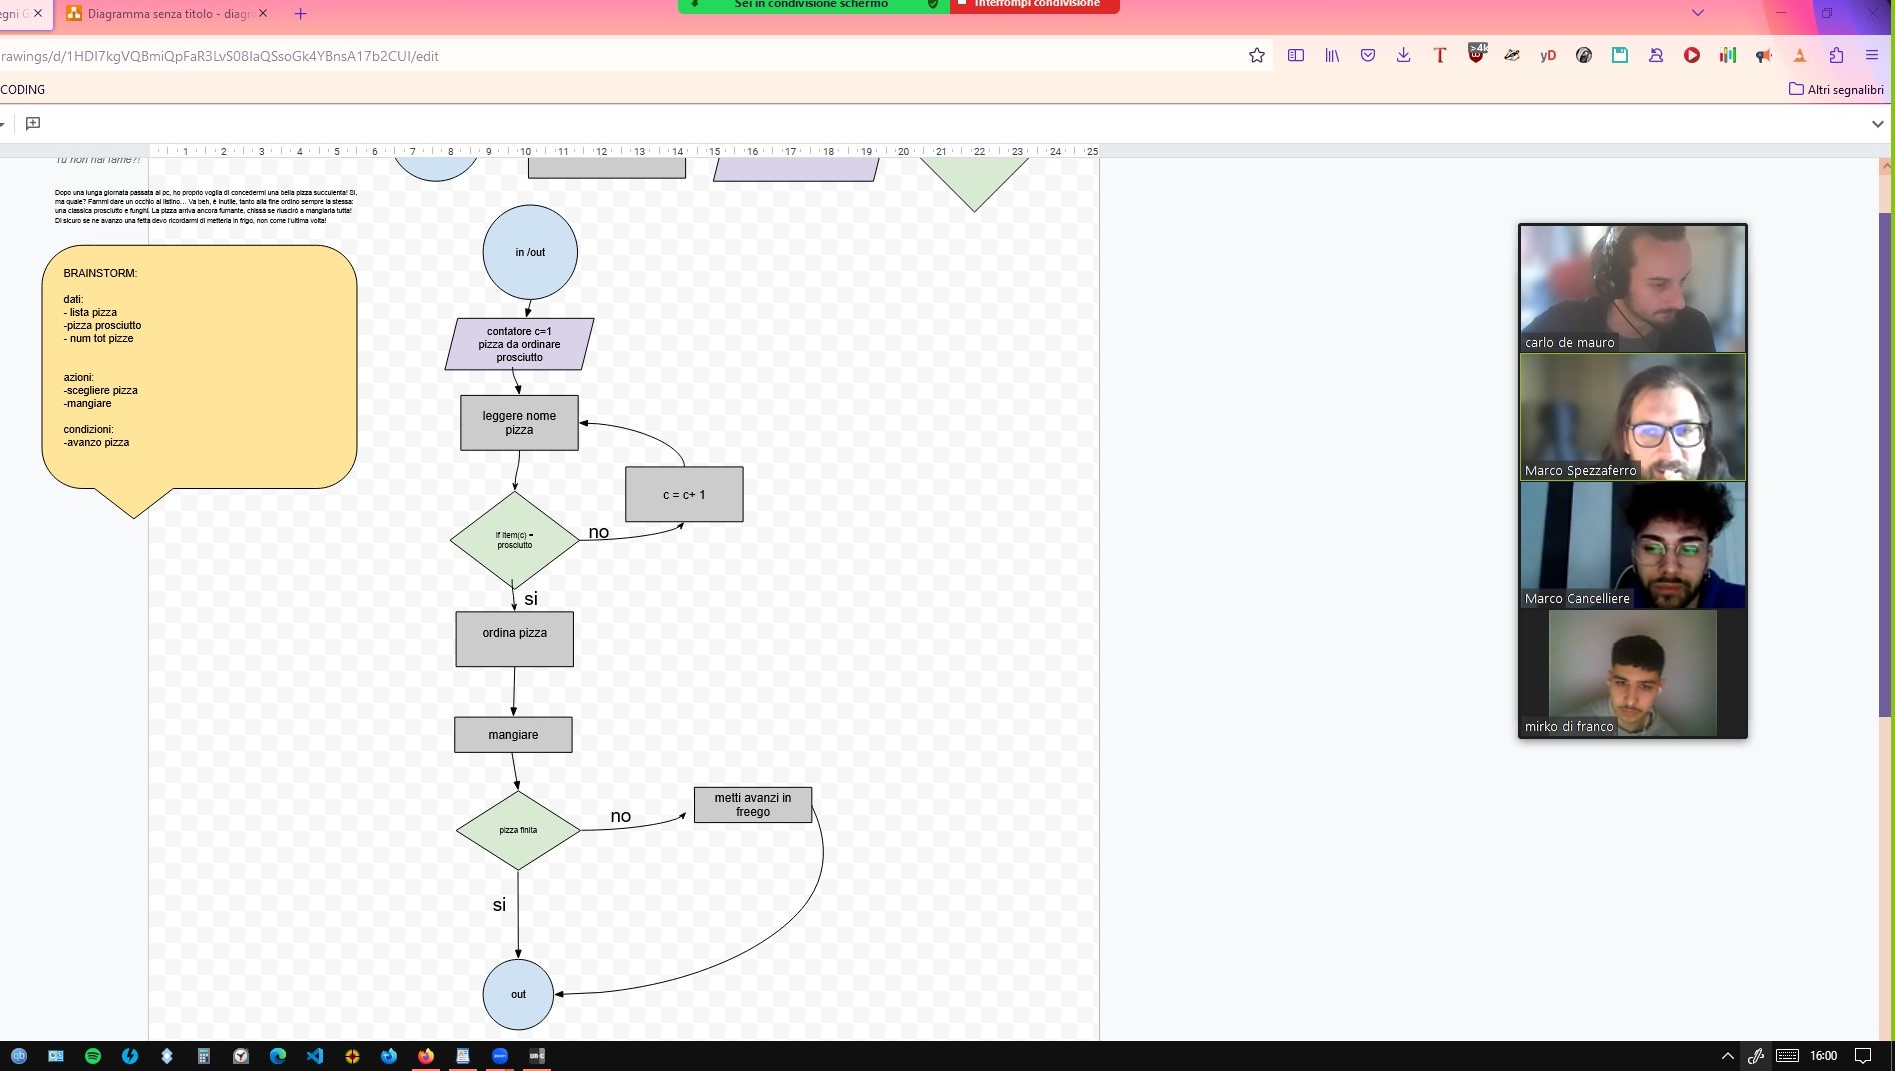 Diagramma senza titolo - diagra
Sei in condivisione schermo
Interrompi condivisione
rawings/d/1HDI7kgVQBmiQpFaR3LvS08IaQSsoGk4YBnsA17b2CUI/edit
>4k
yD
CODING
Altri segnalibri
1 2 3 4 5 6 7 8 9 10 11 12 13 14 15 16 17 18 19 20 21 22 23 24 25
Tu non hai fame?!
Dopo una lunga giornata passata al pc, ho proprio voglia di concedermi una bella pizza succulenta! Si,
ma quale? Fammi dare un occhio al listino... Va beh, è inutile, tanto alla fine ordino sempre la stessa:
una classica prosciutto e funghi. La pizza arriva ancora fumante, chissà se riuscirò a mangiarla tutta!
Di sicuro se ne avanzo una fetta devo ricordarmi di metterla in frigo, non come l'ultima volta!
BRAINSTORM:
dati:
- lista pizza
-pizza prosciutto
- num tot pizze
azioni:
-scegliere pizza
-mangiare
condizioni:
-avanzo pizza
in /out
contatore c=1
pizza da ordinare
prosciutto
leggere nome
pizza
c = c+ 1
if item(c) =
prosciutto
no
si
ordina pizza
mangiare
pizza finita
no
metti avanzi in
freego
si
out
carlo de mauro
Marco Spezzaferro
Marco Cancelliere
mirko di franco
16:00